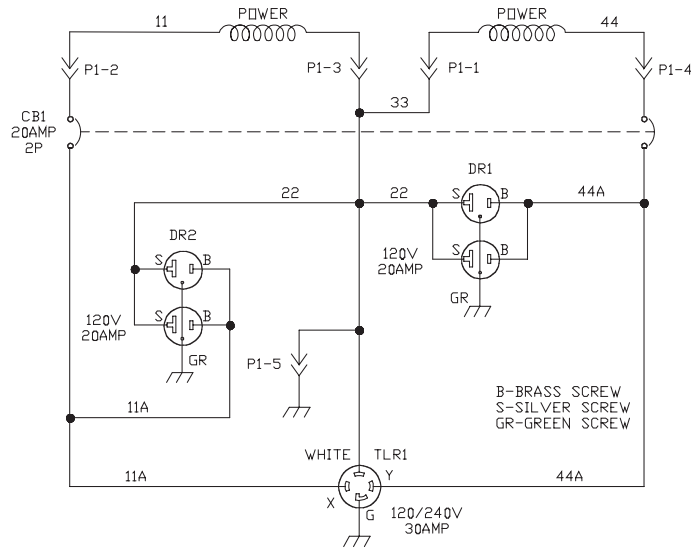 11
POWER
POWER
44
P1-2
P1-3
P1-1
P1-4
33
CB1
20AMP
2P
DR1
22
22
S
B
44A
DR2
S
B
120V
20AMP
S
B
S
B
120V
20AMP
GR
GR
P1-5
11A
B-BRASS SCREW
S-SILVER SCREW
GR-GREEN SCREW
WHITE
TLR1
11A
Y
44A
X
G
120/240V
30AMP